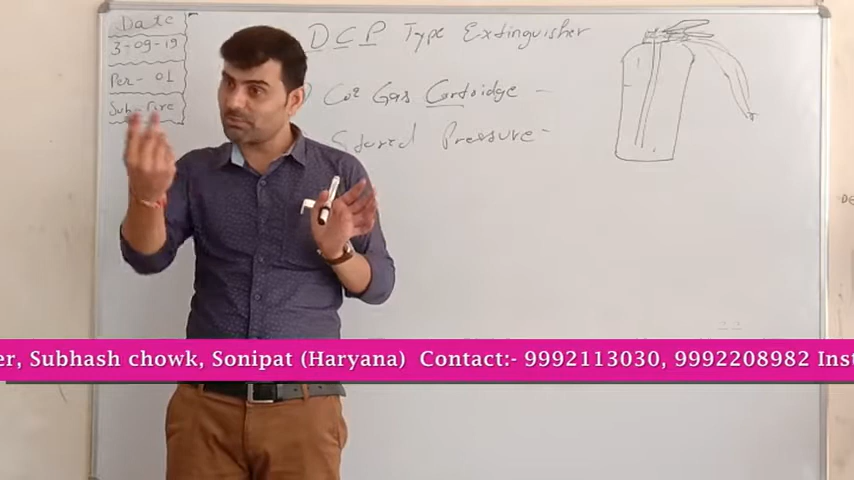 Date
3-09-19
Per- 01
Sub- Fire
DCP Type Extinguisher
Co2 Gas Cartridge -
Stored Pressure -
er, Subhash chowk, Sonipat (Haryana) Contact:- 9992113030, 9992208982 Inst